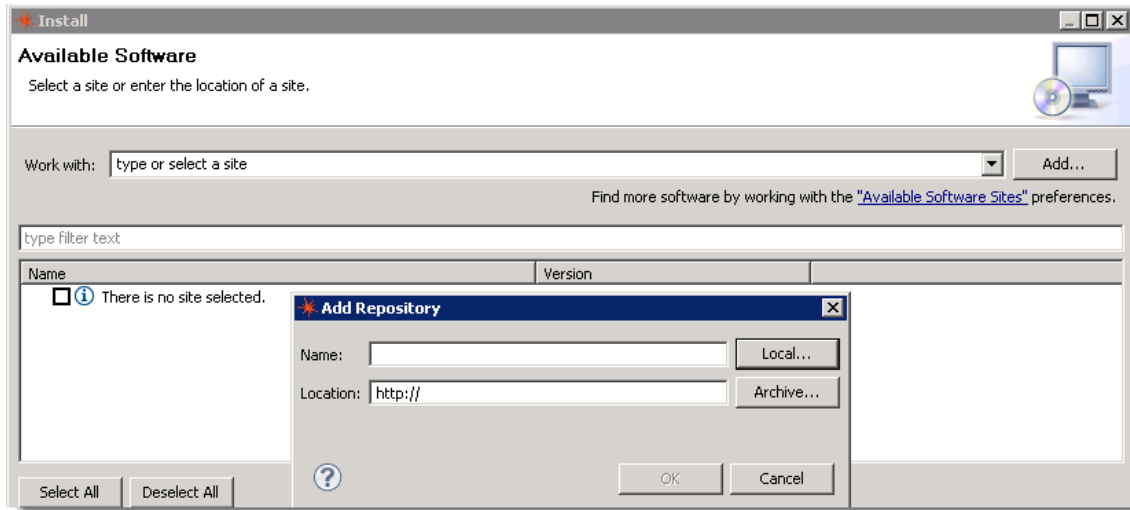 Install
Available Software
Select a site or enter the location of a site.
Work with: type or select a site Add...
Find more software by working with the "Available Software Sites" preferences.
type filter text
Name Version
There is no site selected.
Add Repository
Name: Local...
Location: http:// Archive...
OK Cancel
Select All Deselect All